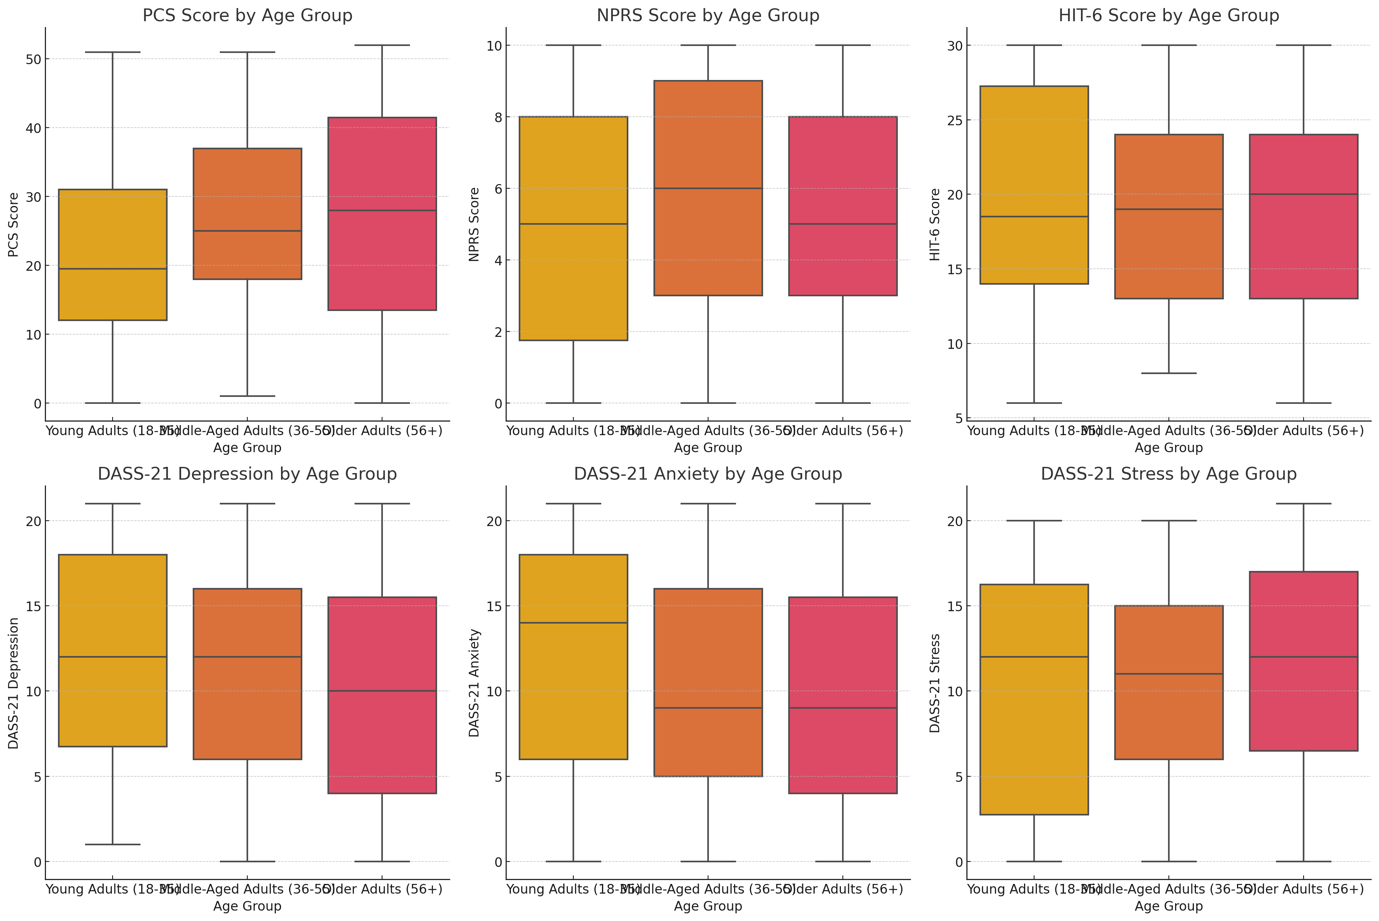 PCS Score by Age Group
PCS Score
50
40
30
20
10
0
Young Adults (18-35) Middle-Aged Adults (36-55) Older Adults (56+)
Age Group
NPRS Score by Age Group
NPRS Score
10
8
6
4
2
0
Young Adults (18-35) Middle-Aged Adults (36-55) Older Adults (56+)
Age Group
HIT-6 Score by Age Group
HIT-6 Score
30
25
20
15
10
5
Young Adults (18-35) Middle-Aged Adults (36-55) Older Adults (56+)
Age Group
DASS-21 Depression by Age Group
DASS-21 Depression
20
15
10
5
0
Young Adults (18-35) Middle-Aged Adults (36-55) Older Adults (56+)
Age Group
DASS-21 Anxiety by Age Group
DASS-21 Anxiety
20
15
10
5
0
Young Adults (18-35) Middle-Aged Adults (36-55) Older Adults (56+)
Age Group
DASS-21 Stress by Age Group
DASS-21 Stress
20
15
10
5
0
Young Adults (18-35) Middle-Aged Adults (36-55) Older Adults (56+)
Age Group